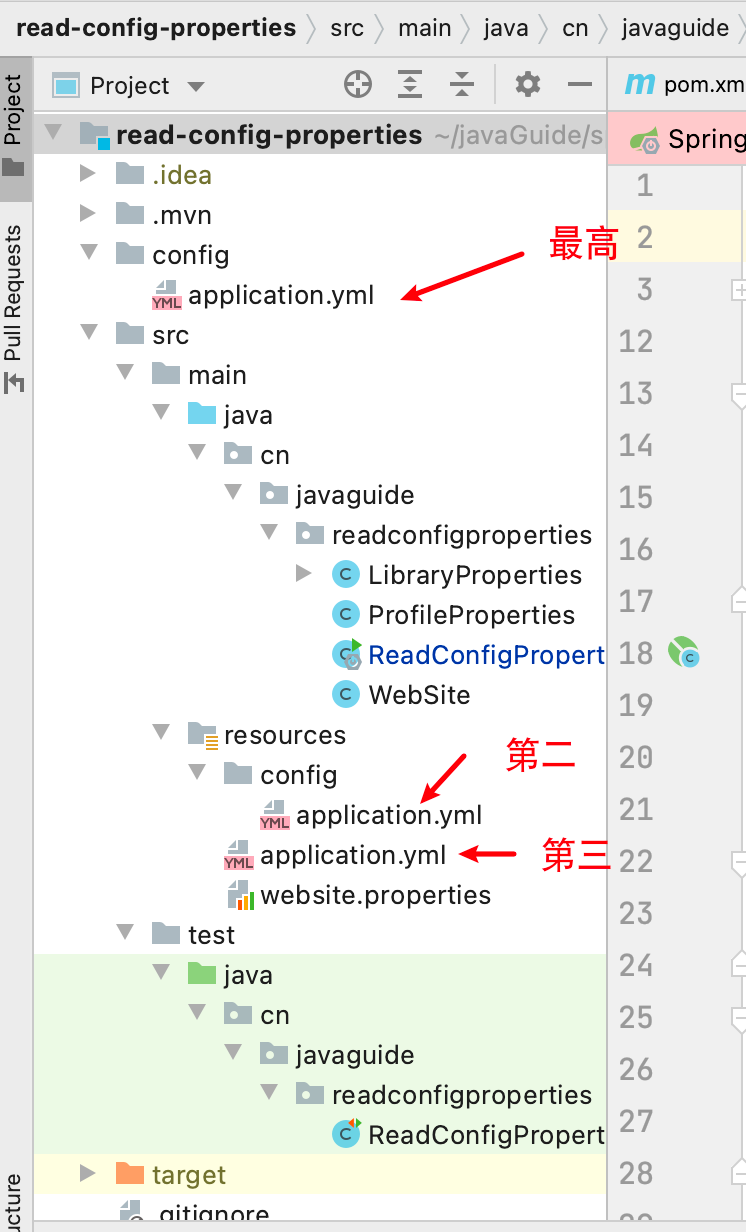 read-config-properties src main java cn javaguide
Project
pom.xm
Project
read-config-properties ~/javaGuide/s
Spring
.idea
1
.mvn
2
config
最高
application.yml
3
Pull Requests
src
12
main
java
13
cn
14
javaguide
15
readconfigproperties
16
LibraryProperties
ProfileProperties
17
ReadConfigPropert
18
WebSite
19
resources
第二
20
config
application.yml
21
application.yml
第三
22
website.properties
23
test
24
java
cn
25
javaguide
26
readconfigproperties
27
ReadConfigPropert
target
28
ucture
.gitignore